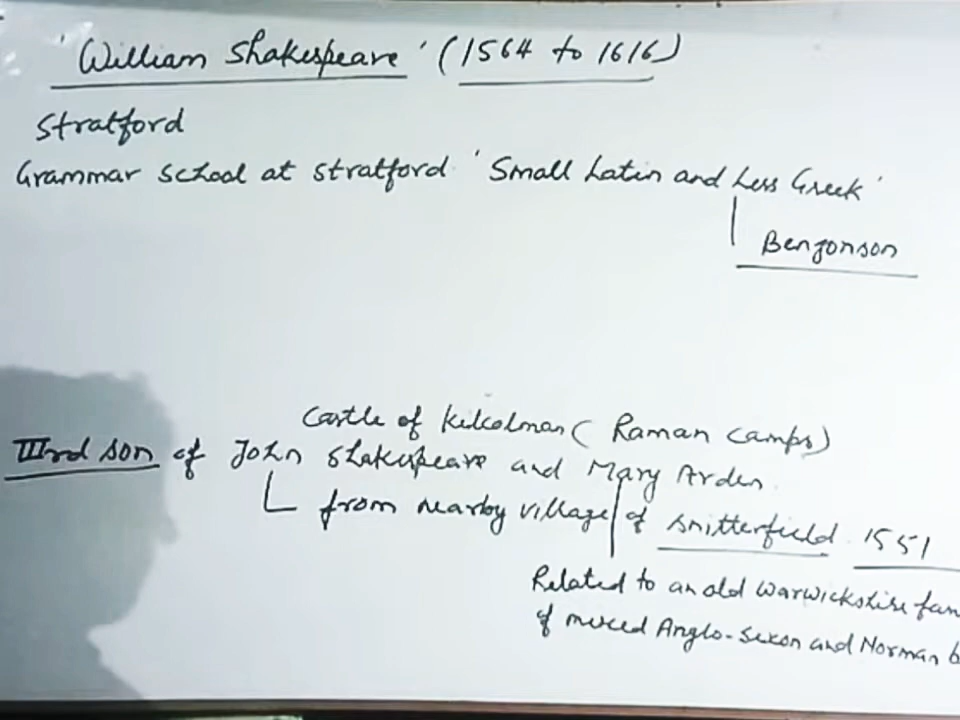 'William Shakespeare' (1564 to 1616)
Stratford
Grammar School at Stratford 'Small Latin and Less Greek'
Benjonson
Castle of Kilcolman (Raman Camps)
IIIrd son of John Shakespeare and Mary Arden.
from nearby village of Snitterfield 1551
Related to an old Warwickshire fam
of mixed Anglo-Saxon and Norman b